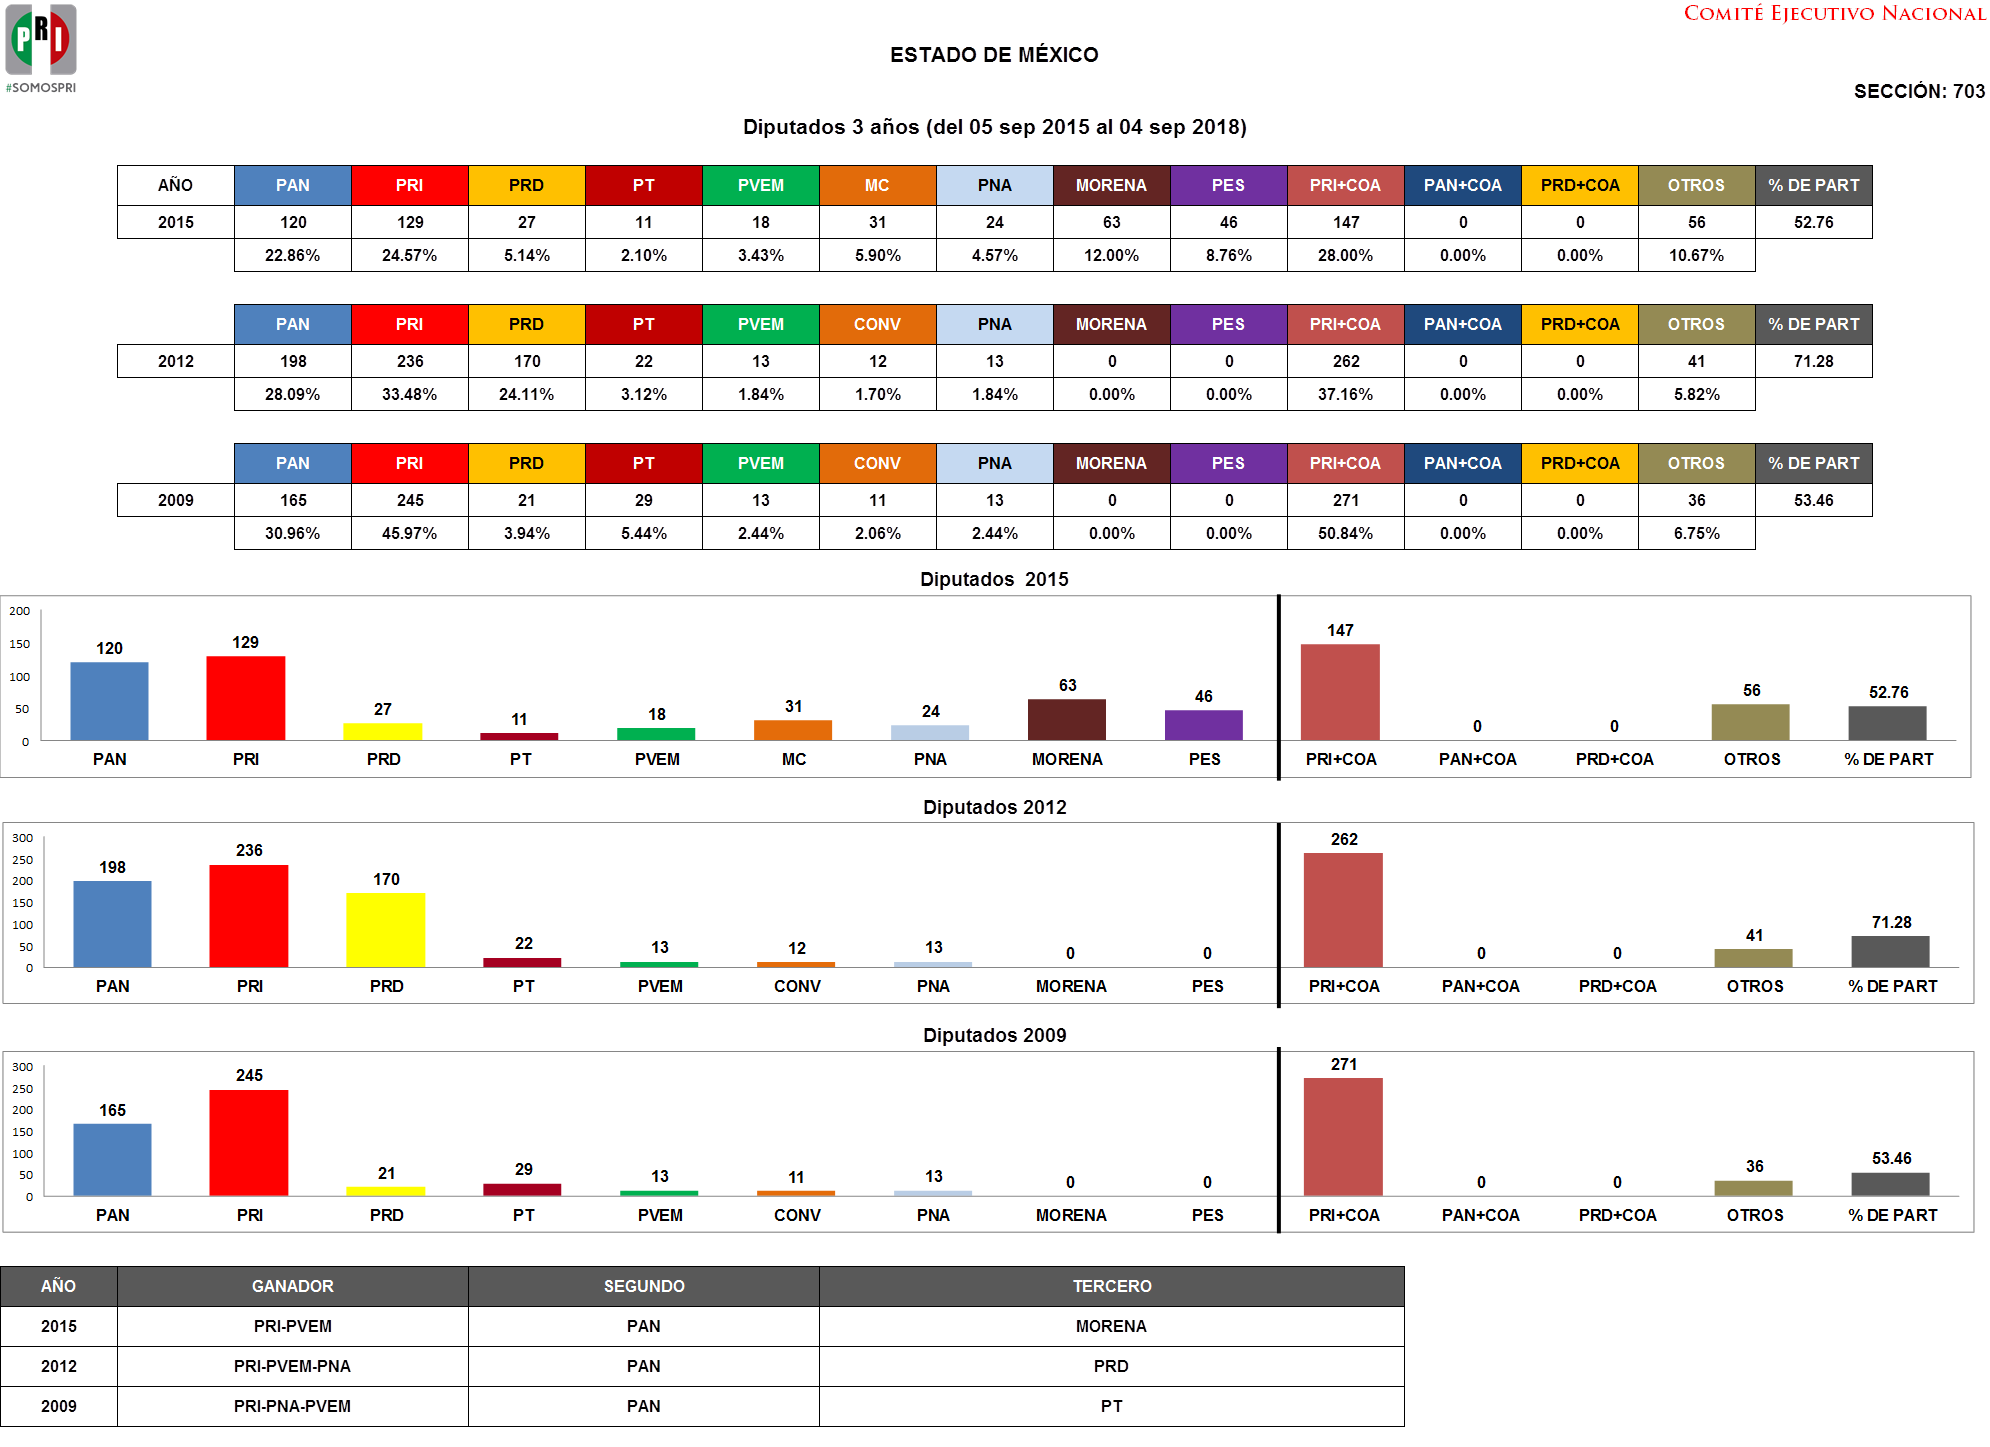 PRI
#SOMOSPRI
COMITÉ EJECUTIVO NACIONAL
ESTADO DE MÉXICO
SECCIÓN: 703
Diputados 3 años (del 05 sep 2015 al 04 sep 2018)
AÑO PAN PRI PRD PT PVEM MC PNA MORENA PES PRI+COA PAN+COA PRD+COA OTROS % DE PART
2015 120 129 27 11 18 31 24 63 46 147 0 0 56 52.76
22.86% 24.57% 5.14% 2.10% 3.43% 5.90% 4.57% 12.00% 8.76% 28.00% 0.00% 0.00% 10.67%
PAN PRI PRD PT PVEM CONV PNA MORENA PES PRI+COA PAN+COA PRD+COA OTROS % DE PART
2012 198 236 170 22 13 12 13 0 0 262 0 0 41 71.28
28.09% 33.48% 24.11% 3.12% 1.84% 1.70% 1.84% 0.00% 0.00% 37.16% 0.00% 0.00% 5.82%
PAN PRI PRD PT PVEM CONV PNA MORENA PES PRI+COA PAN+COA PRD+COA OTROS % DE PART
2009 165 245 21 29 13 11 13 0 0 271 0 0 36 53.46
30.96% 45.97% 3.94% 5.44% 2.44% 2.06% 2.44% 0.00% 0.00% 50.84% 0.00% 0.00% 6.75%
Diputados 2015
200
150
100
50
0
120 129 27 11 18 31 24 63 46 147 0 0 56 52.76
PAN PRI PRD PT PVEM MC PNA MORENA PES PRI+COA PAN+COA PRD+COA OTROS % DE PART
Diputados 2012
300
250
200
150
100
50
0
198 236 170 22 13 12 13 0 0 262 0 0 41 71.28
PAN PRI PRD PT PVEM CONV PNA MORENA PES PRI+COA PAN+COA PRD+COA OTROS % DE PART
Diputados 2009
300
250
200
150
100
50
0
165 245 21 29 13 11 13 0 0 271 0 0 36 53.46
PAN PRI PRD PT PVEM CONV PNA MORENA PES PRI+COA PAN+COA PRD+COA OTROS % DE PART
AÑO GANADOR SEGUNDO TERCERO
2015 PRI-PVEM PAN MORENA
2012 PRI-PVEM-PNA PAN PRD
2009 PRI-PNA-PVEM PAN PT